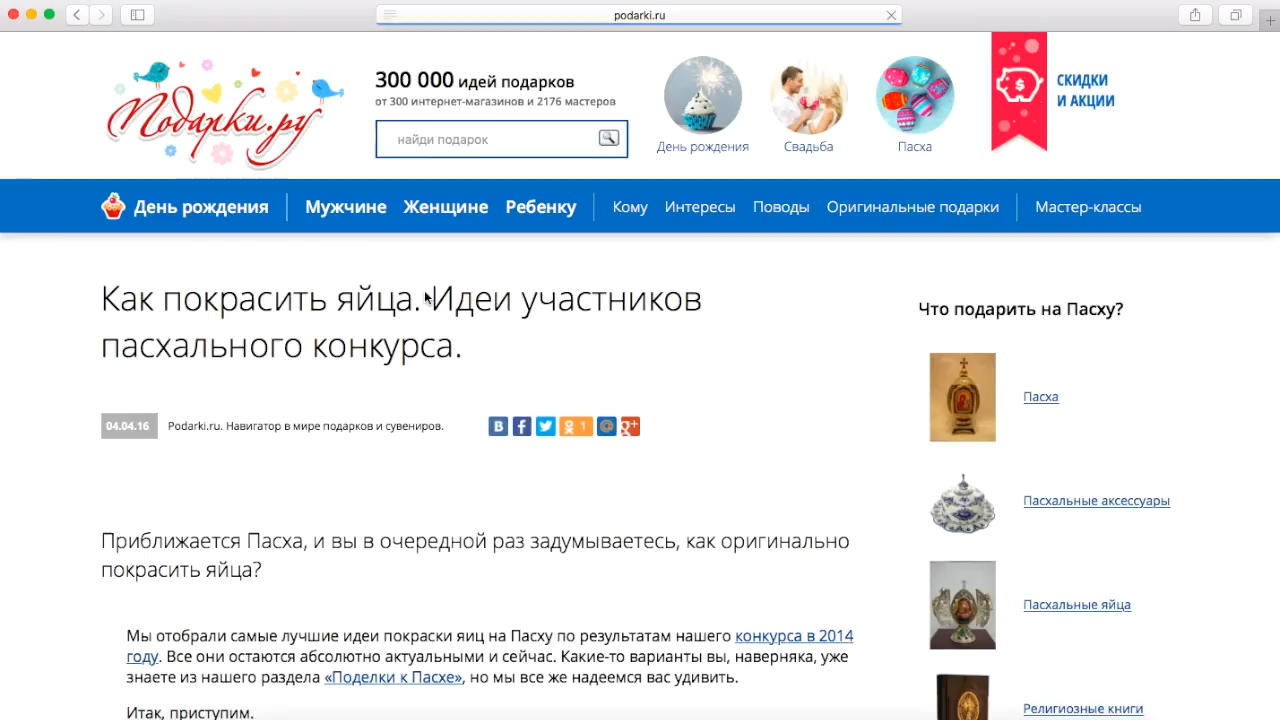 podarki.ru
Подарки.ру
300 000 идей подарков
от 300 интернет-магазинов и 2176 мастеров
найди подарок
День рождения
Свадьба
Пасха
СКИДКИ
И АКЦИИ
День рождения
Мужчине
Женщине
Ребенку
Кому
Интересы
Поводы
Оригинальные подарки
Мастер-классы
Как покрасить яйца. Идеи участников
пасхального конкурса.
04.04.16
Podarki.ru. Навигатор в мире подарков и сувениров.
1
Приближается Пасха, и вы в очередной раз задумываетесь, как оригинально
покрасить яйца?
Мы отобрали самые лучшие идеи покраски яиц на Пасху по результатам нашего конкурса в 2014
году. Все они остаются абсолютно актуальными и сейчас. Какие-то варианты вы, наверняка, уже
знаете из нашего раздела «Поделки к Пасхе», но мы все же надеемся вас удивить.
Итак, приступим.
Что подарить на Пасху?
Пасха
Пасхальные аксессуары
Пасхальные яйца
Религиозные книги